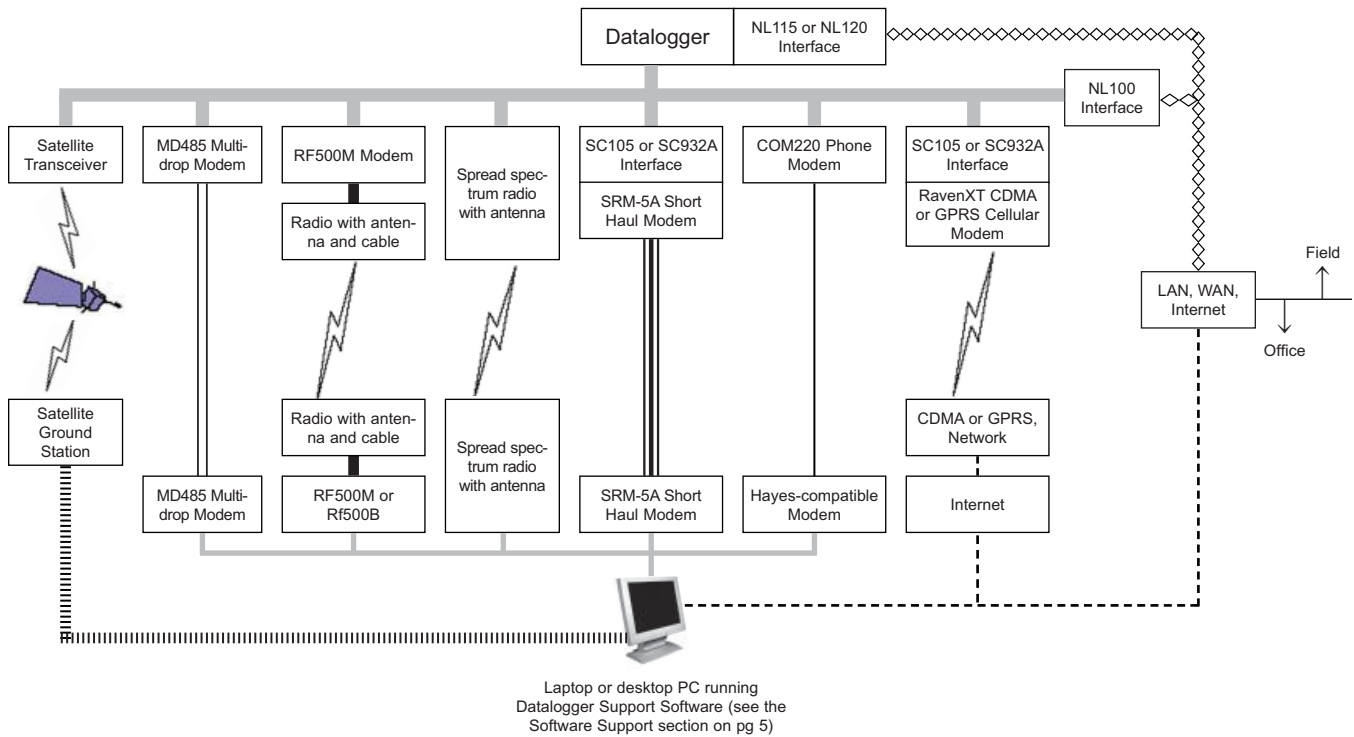 Datalogger
NL115 or NL120
Interface
NL100
Interface
Satellite
Transceiver
MD485 Multi-
drop Modem
RF500M Modem
Radio with anten-
na and cable
Spread spec-
trum radio
with antenna
SC105 or SC932A
Interface
SRM-5A Short
Haul Modem
COM220 Phone
Modem
SC105 or SC932A
Interface
RavenXT CDMA
or GPRS Cellular
Modem
LAN, WAN,
Internet
Field
Office
Satellite
Ground
Station
MD485 Multi-
drop Modem
Radio with anten-
na and cable
RF500M or
Rf500B
Spread spec-
trum radio
with antenna
SRM-5A Short
Haul Modem
Hayes-compatible
Modem
CDMA or GPRS,
Network
Internet
Laptop or desktop PC running
Datalogger Support Software (see the
Software Support section on pg 5)